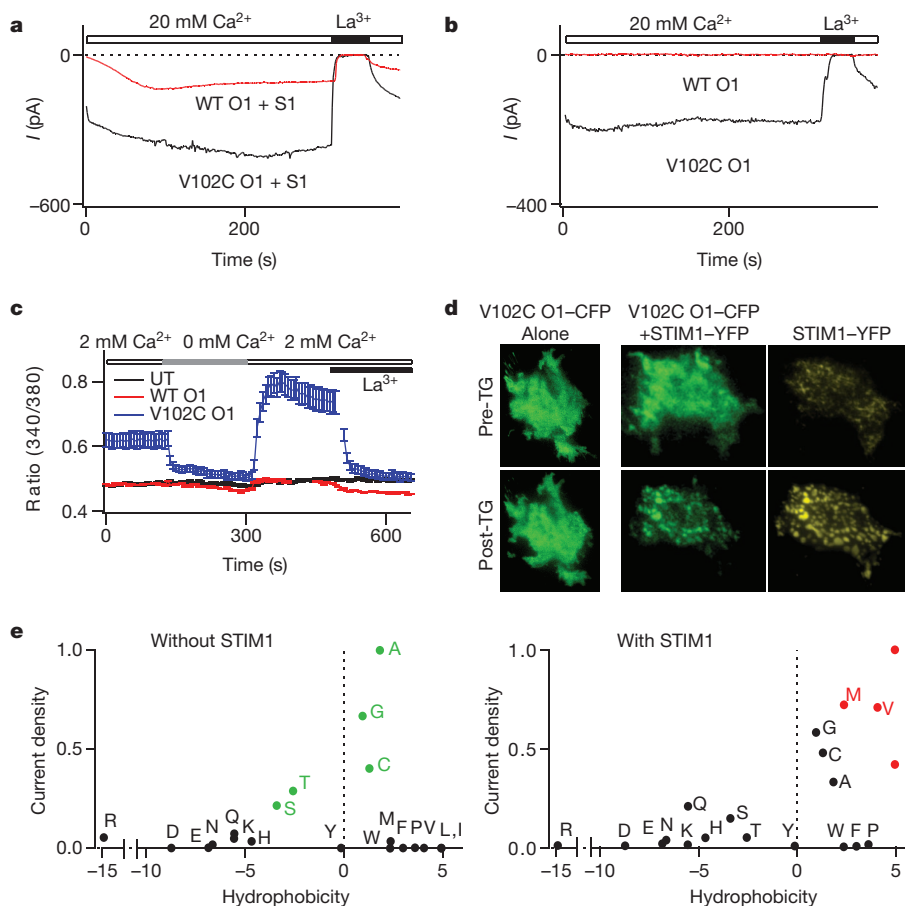 a
20 mM Ca²⁺ La³⁺
0
I (pA)
WT O1 + S1
V102C O1 + S1
−600
0 200
Time (s)
b
20 mM Ca²⁺ La³⁺
0
I (pA)
WT O1
V102C O1
−400
0 200
Time (s)
c
2 mM Ca²⁺ 0 mM Ca²⁺ 2 mM Ca²⁺
La³⁺
UT
WT O1
V102C O1
Ratio (340/380)
0.8
0.6
0.4
0 300 600
Time (s)
d
V102C O1–CFP Alone
V102C O1–CFP +STIM1–YFP
STIM1–YFP
Pre-TG
Post-TG
e
Without STIM1
Current density
1.0
0.5
0.0
A
G
C
T
S
R D E N Q K H Y W M F P V L,I
−15 −10 −5 0 5
Hydrophobicity
With STIM1
Current density
1.0
0.5
0.0
M V
G
C
A
Q
S
R D E N K H T Y W F P
−15 −10 −5 0 5
Hydrophobicity